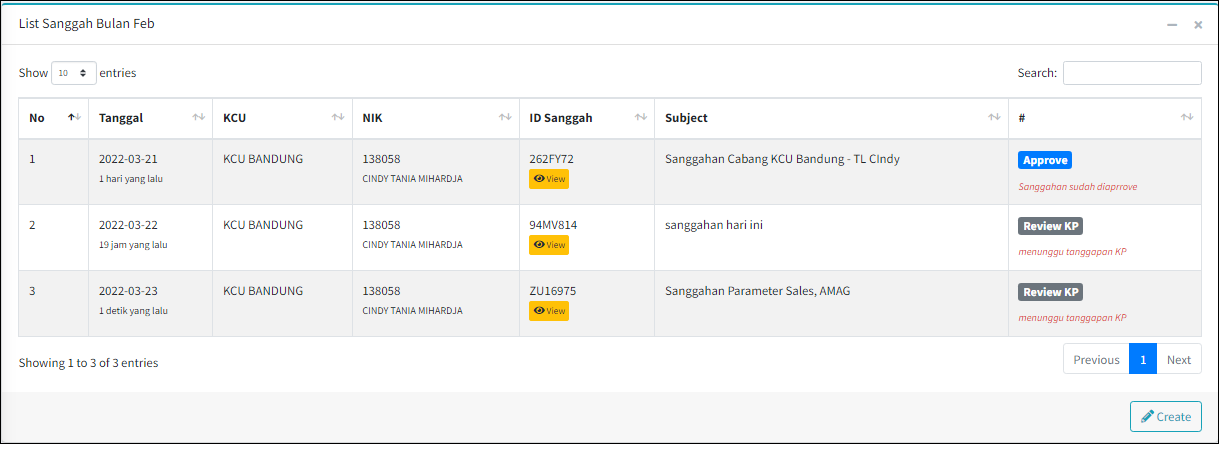 List Sanggah Bulan Feb
Show 10 entries
Search:
No Tanggal KCU NIK ID Sanggah Subject #
1 2022-03-21 KCU BANDUNG 138058 262FY72 Sanggahan Cabang KCU Bandung - TL CIndy Approve
1 hari yang lalu CINDY TANIA MIHARDJA View Sanggahan sudah diaprrove
2 2022-03-22 KCU BANDUNG 138058 94MV814 sanggahan hari ini Review KP
19 jam yang lalu CINDY TANIA MIHARDJA View menunggu tanggapan KP
3 2022-03-23 KCU BANDUNG 138058 ZU16975 Sanggahan Parameter Sales, AMAG Review KP
1 detik yang lalu CINDY TANIA MIHARDJA View menunggu tanggapan KP
Showing 1 to 3 of 3 entries
Previous 1 Next
Create